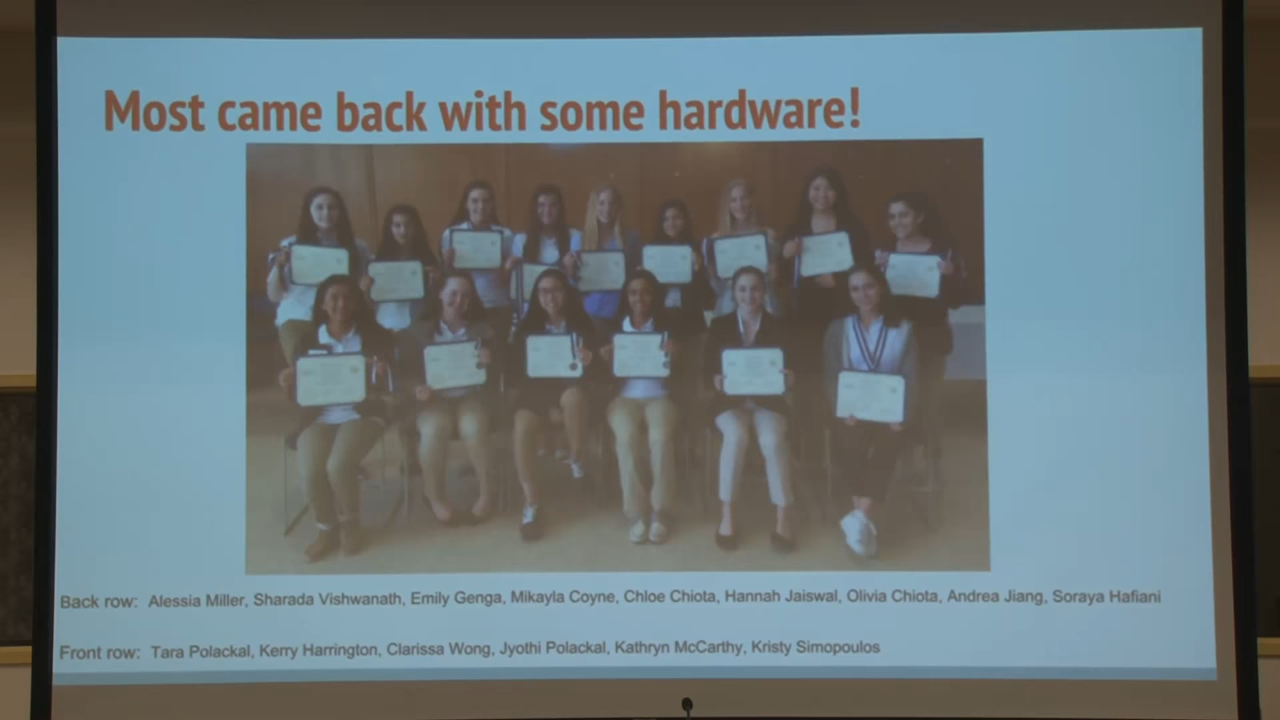 Most came back with some hardware!
Back row: Alessia Miller, Sharada Vishwanath, Emily Genga, Mikayla Coyne, Chloe Chiota, Hannah Jaiswal, Olivia Chiota, Andrea Jiang, Soraya Hafiani
Front row: Tara Polackal, Kerry Harrington, Clarissa Wong, Jyothi Polackal, Kathryn McCarthy, Kristy Simopoulos